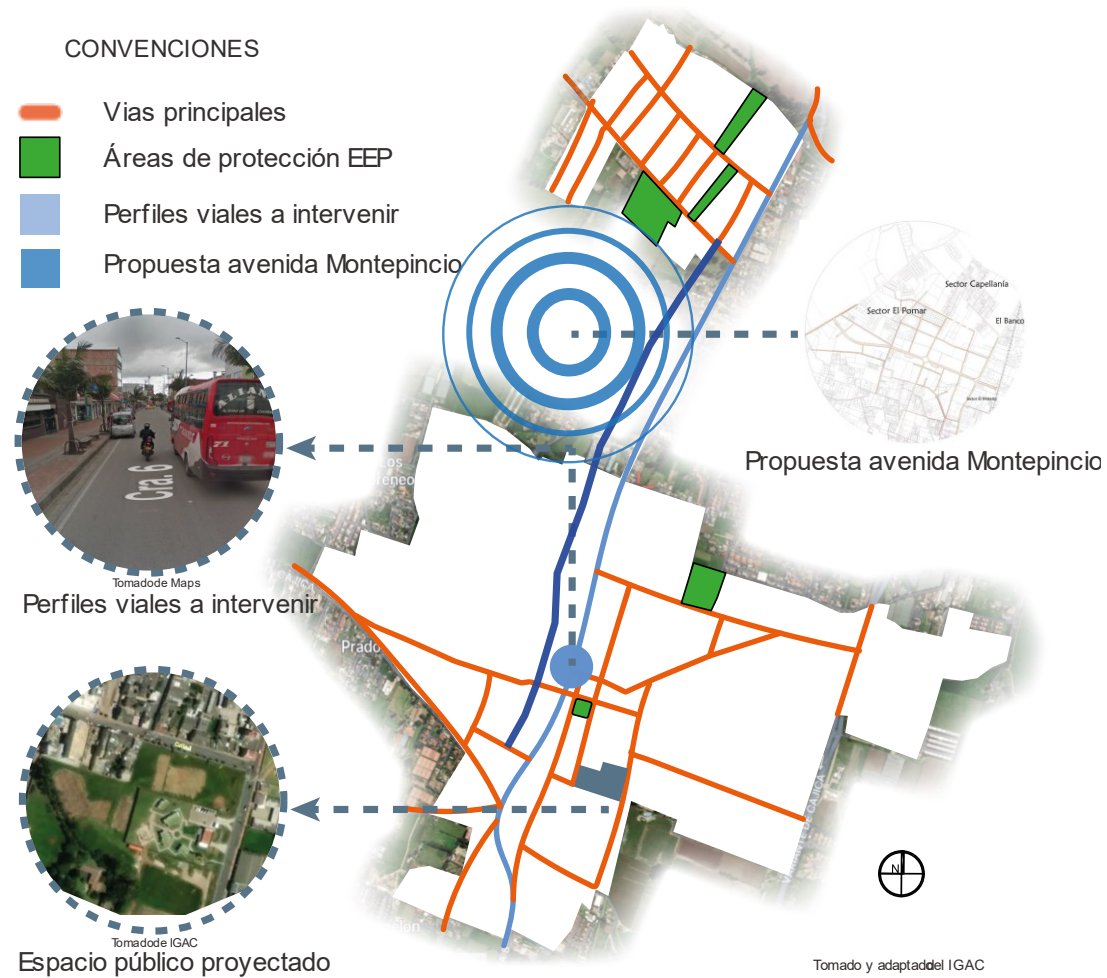 CONVENCIONES
Vias principales
Áreas de protección EEP
Perfiles viales a intervenir
Propuesta avenida Montepincio
Sector Capellanía
Sector El Pomar
El Banco
Propuesta avenida Montepincio
Cra. 6
71
Los
Tomadode Maps
Perfiles viales a intervenir
Prado
N
Tomadode IGAC
Espacio público proyectado
Tomado y adaptadodel IGAC